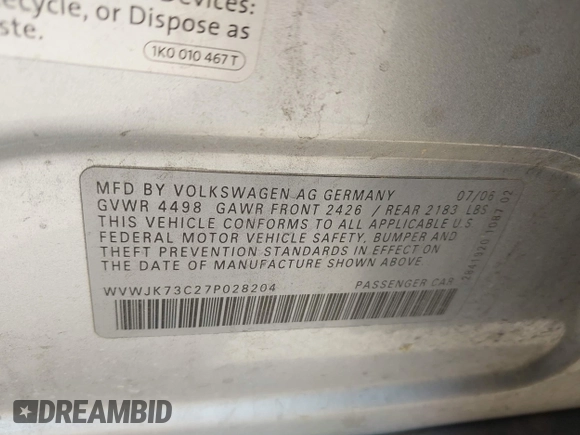 Devices:
ecycle, or Dispose as
ste.
1K0 010 467 T
MFD BY VOLKSWAGEN AG GERMANY 07/06
GVWR 4498 GAWR FRONT 2426 / REAR 2183 LBS
THIS VEHICLE CONFORMS TO ALL APPLICABLE U.S
FEDERAL MOTOR VEHICLE SAFETY, BUMPER AND
THEFT PREVENTION STANDARDS IN EFFECT ON
THE DATE OF MANUFACTURE SHOWN ABOVE
WVWJK73C27P028204 PASSENGER CAR
DREAMBID